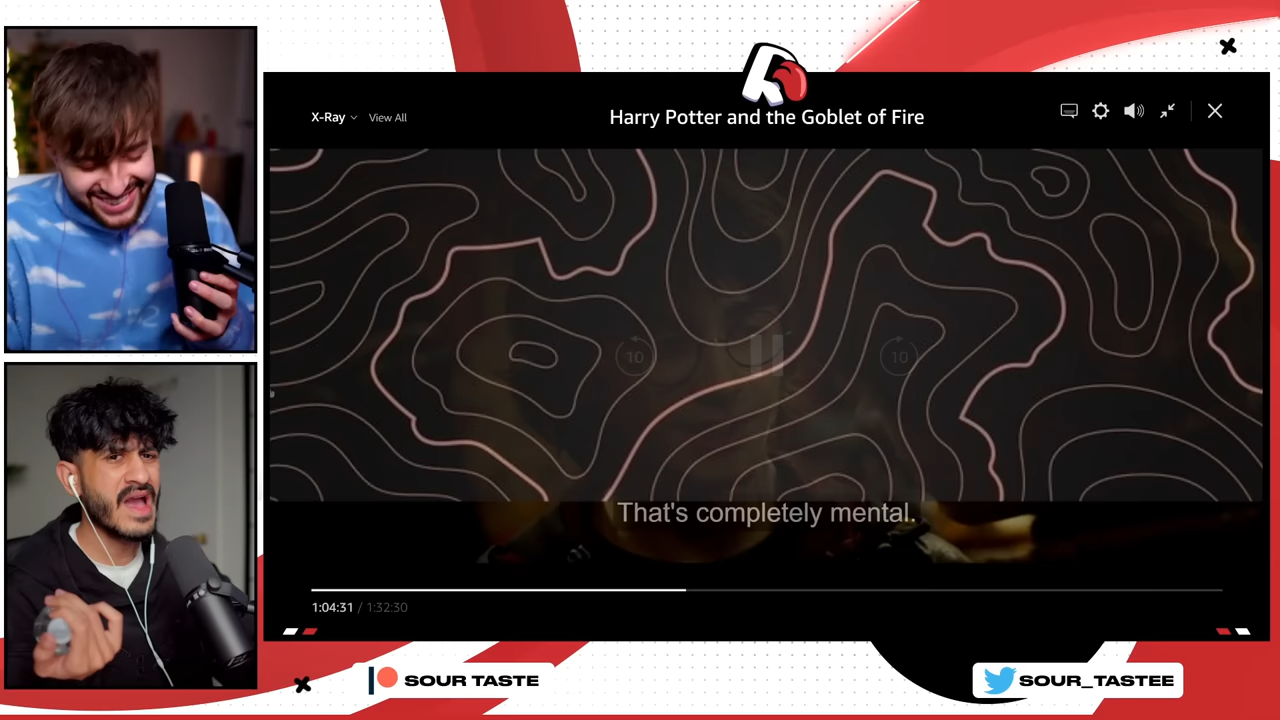 X-Ray View All
Harry Potter and the Goblet of Fire
10 10
That's completely mental.
1:04:31 / 1:32:30
SOUR TASTE
SOUR_TASTEE